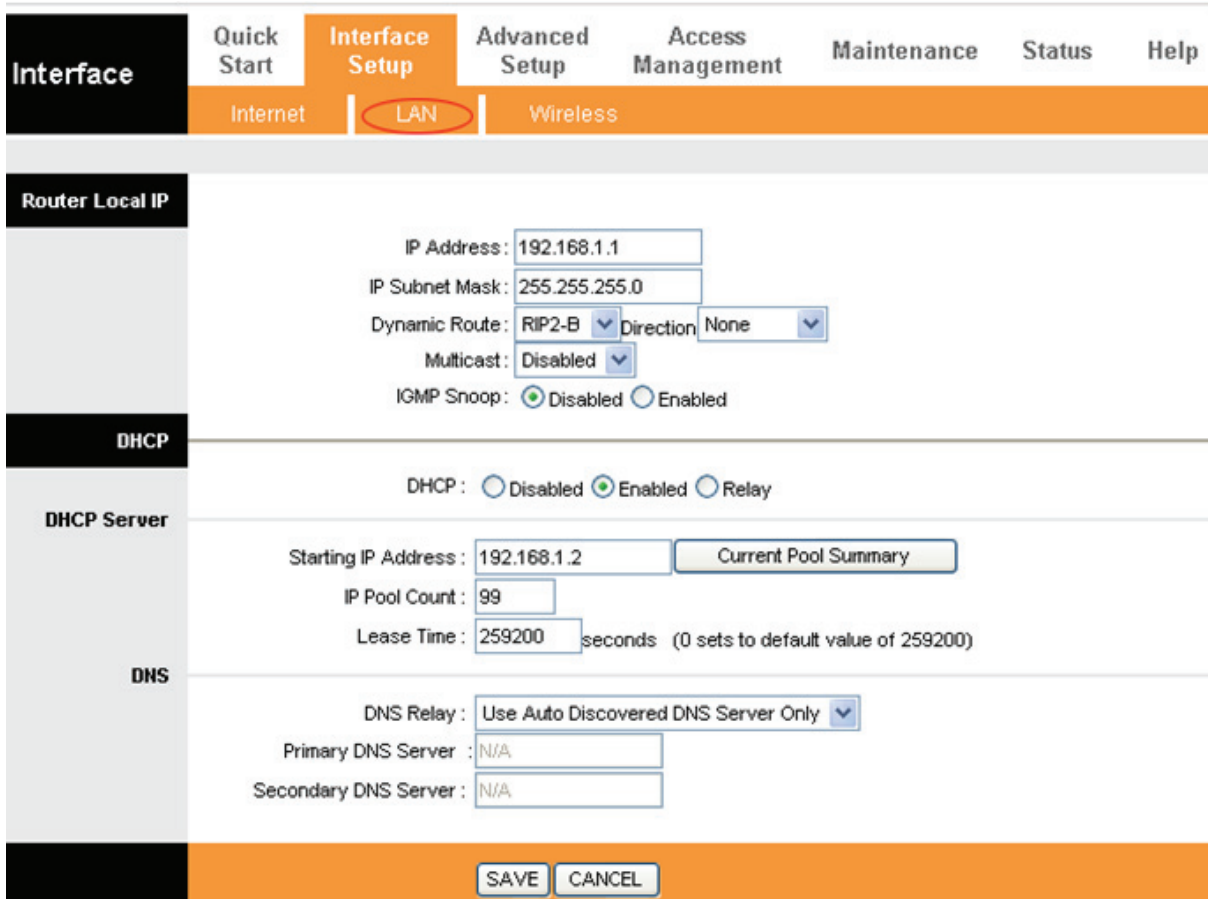 Interface
Quick Start
Interface Setup
Advanced Setup
Access Management
Maintenance
Status
Help
Internet
LAN
Wireless
Router Local IP
IP Address: 192.168.1.1
IP Subnet Mask: 255.255.255.0
Dynamic Route: RIP2-B Direction None
Multicast: Disabled
IGMP Snoop: Disabled Enabled
DHCP
DHCP: Disabled Enabled Relay
DHCP Server
Starting IP Address: 192.168.1.2 Current Pool Summary
IP Pool Count: 99
Lease Time: 259200 seconds (0 sets to default value of 259200)
DNS
DNS Relay: Use Auto Discovered DNS Server Only
Primary DNS Server : N/A
Secondary DNS Server: N/A
SAVE CANCEL